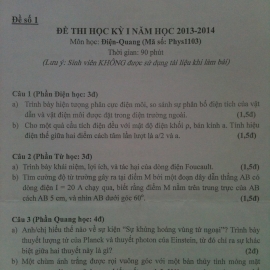 Đề số 1
ĐỀ THI HỌC KỲ I NĂM HỌC 2013-2014
Môn học: Điện-Quang (Mã số: Phys1103)
Thời gian: 90 phút
(Lưu ý: Sinh viên KHÔNG được sử dụng tài liệu khi làm bài)
Câu 1 (Phần Điện học: 3đ)
a) Trình bày hiện tượng phân cực điện môi, so sánh sự phân bố điện tích của vật
dẫn và vật điện môi được đặt trong điện trường ngoài. (1,5đ)
b) Cho một quả cầu tích điện đều với mật độ điện khối ρ, bán kính a. Tính hiệu
điện thế giữa hai điểm cách tâm lần lượt là a/2 và a. (1,5đ)
Câu 2 (Phần Từ học: 3đ)
a) Trình bày khái niệm, lợi ích, và tác hại của dòng điện Foucault. (1,5đ)
b) Tìm cường độ từ trường gây ra tại điểm M bởi một đoạn dây dẫn thẳng AB có
dòng điện I = 20 A chạy qua, biết rằng điểm M nằm trên trung trực của AB
cách AB 5 cm, và nhìn AB dưới góc 60°. (1,5đ)
Câu 3 (Phần Quang học: 4đ)
a) Anh/chị hiểu thế nào về sự kiện "Sự khủng hoảng vùng tử ngoại"? Trình bày
thuyết lượng tử của Planck và thuyết photon của Einstein, từ đó chỉ ra sự khác
biệt giữa hai thuyết này là gì? (2đ)
b) Một chùm ánh trắng được rọi vuông góc với một bản thủy tinh mỏng mặt